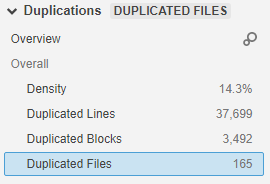 Duplications DUPLICATED FILES
Overview
Overall
Density 14.3%
Duplicated Lines 37,699
Duplicated Blocks 3,492
Duplicated Files 165